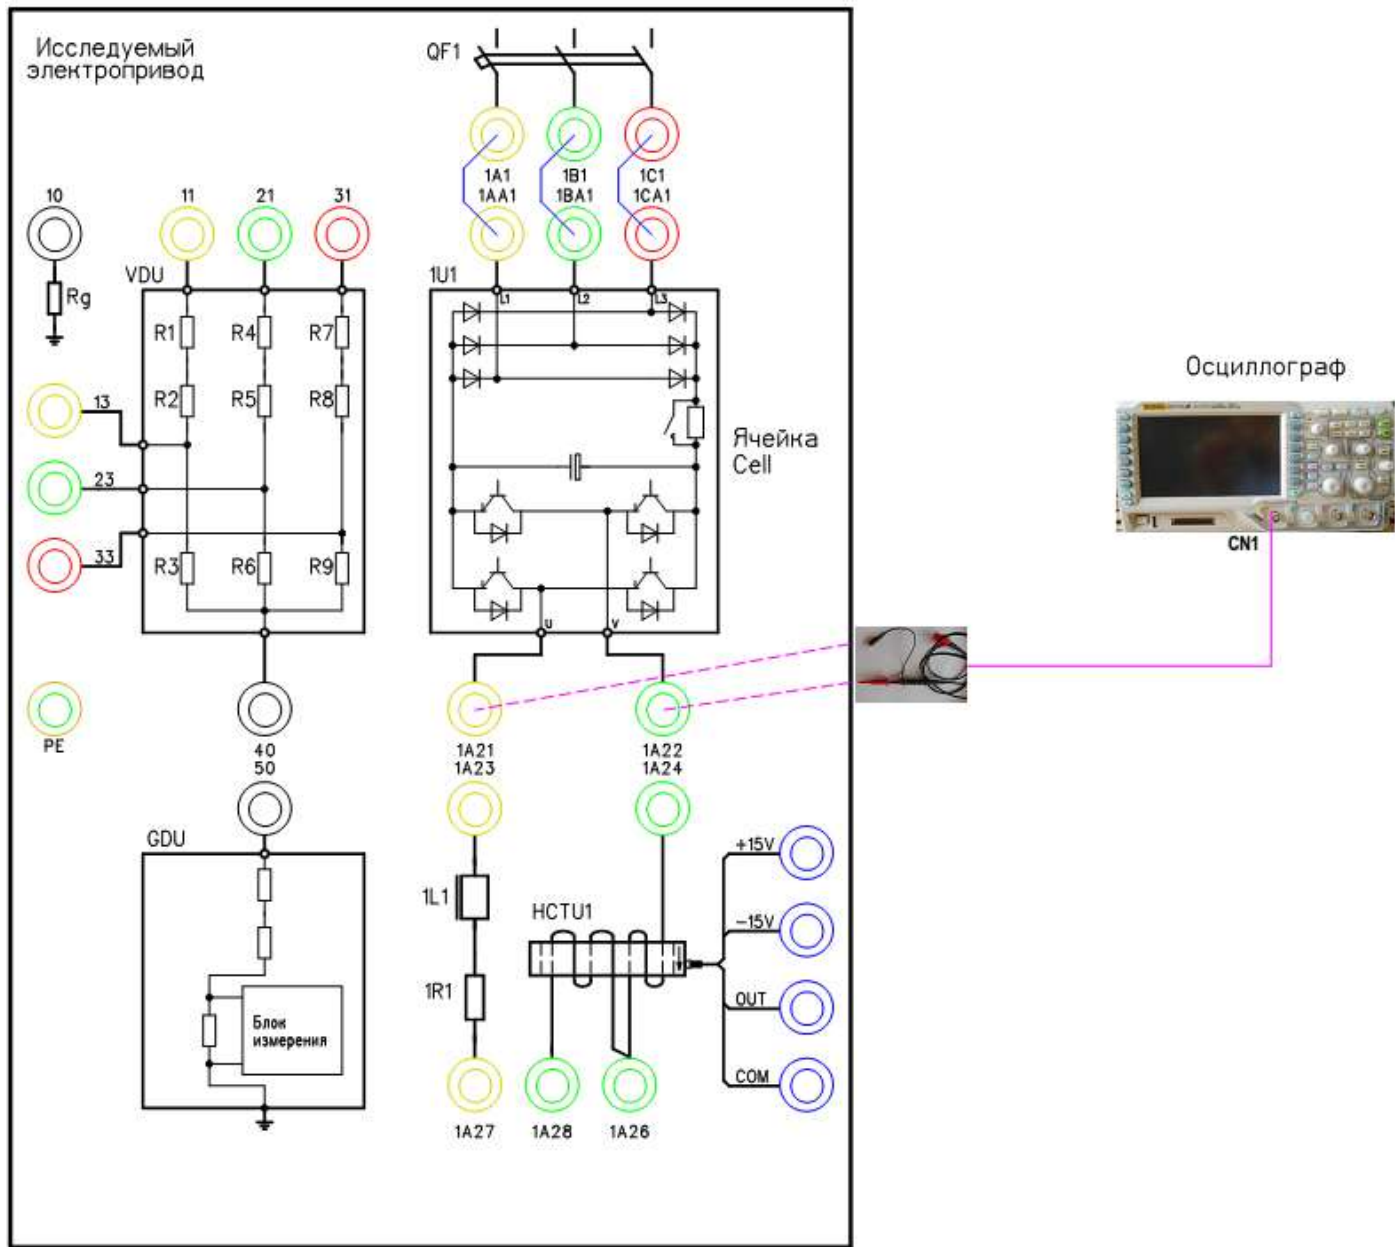 Исследуемый
электропривод
QF1
1A1
1AA1
1B1
1BA1
1C1
1CA1
10
11
21
31
Rg
VDU
R1
R4
R7
R2
R5
R8
R3
R6
R9
13
23
33
PE
40
50
GDU
Блок
измерения
1U1
L1
L2
L3
Ячейка
Cell
U
V
1A21
1A23
1A22
1A24
1L1
1R1
HCTU1
+15V
-15V
OUT
COM
1A27
1A28
1A26
Осциллограф
CN1